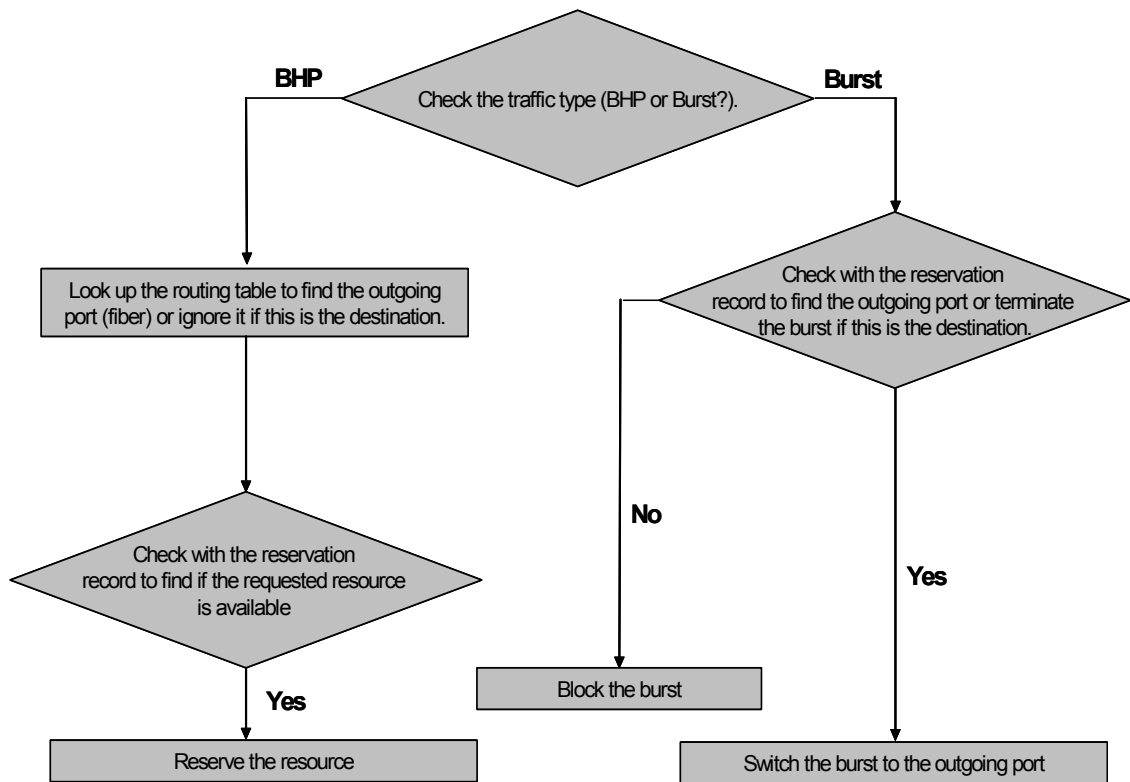 BHP
Burst
Check the traffic type (BHP or Burst?).
Look up the routing table to find the outgoing
port (fiber) or ignore it if this is the destination.
Check with the reservation
record to find the outgoing port or terminate
the burst if this is the destination.
No
Check with the reservation
record to find if the requested resource
is available
Yes
Yes
Block the burst
Reserve the resource
Switch the burst to the outgoing port